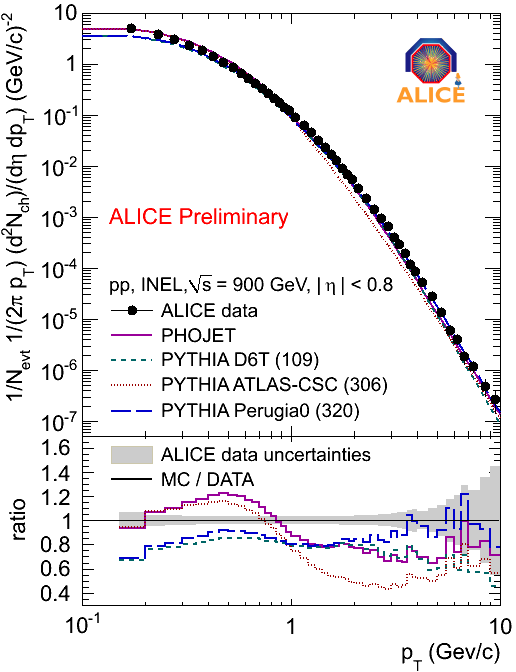 1/N_evt 1/(2π p_T) (d²N_ch)/(dη dp_T) (GeV/c)⁻²
10
1
10⁻¹
10⁻²
10⁻³
10⁻⁴
10⁻⁵
10⁻⁶
10⁻⁷
ALICE
ALICE Preliminary
pp, INEL,√s = 900 GeV, | η | < 0.8
ALICE data
PHOJET
PYTHIA D6T (109)
PYTHIA ATLAS-CSC (306)
PYTHIA Perugia0 (320)
ratio
1.6
1.4
1.2
1
0.8
0.6
0.4
ALICE data uncertainties
MC / DATA
10⁻¹
1
10
p_T (Gev/c)